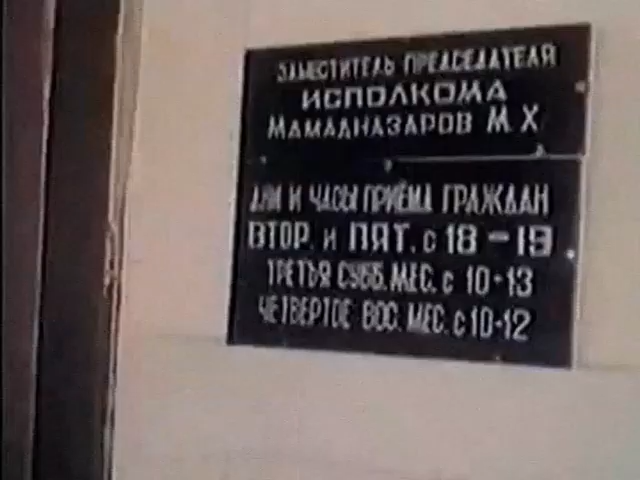 ЗАМЕСТИТЕЛЬ ПРЕДСЕДАТЕЛЯ
ИСПОЛКОМА
МАМАДНАЗАРОВ М.Х
ДНИ И ЧАСЫ ПРИЁМА ГРАЖДАН
ВТОР. И ПЯТ. С 18-19
ТРЕТЬЯ СУББ. МЕС. С 10-13
ЧЕТВЕРТОЕ ВОС. МЕС. С 10-12